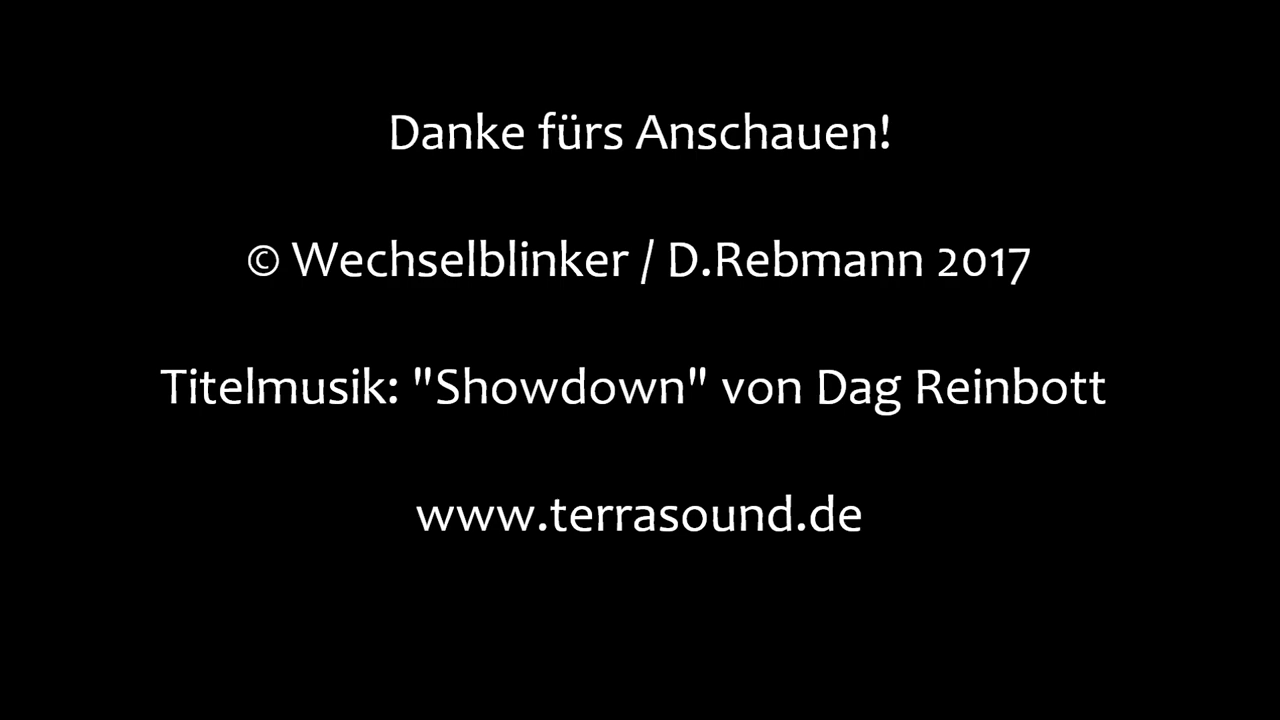 Danke fürs Anschauen!
© Wechselblinker / D.Rebmann 2017
Titelmusik: "Showdown" von Dag Reinbott
www.terrasound.de